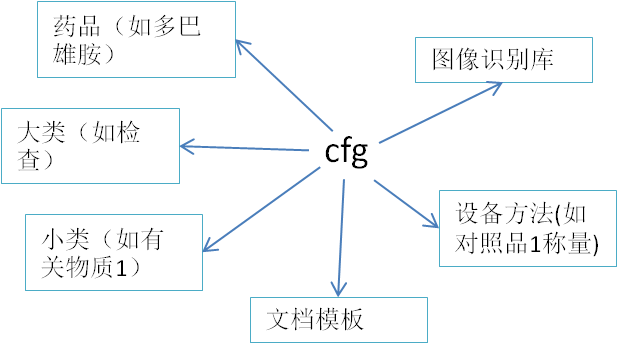 药品（如多巴
雄胺）
图像识别库
大类（如检
查）
cfg
设备方法(如
对照品1称量)
小类（如有
关物质1）
文档模板